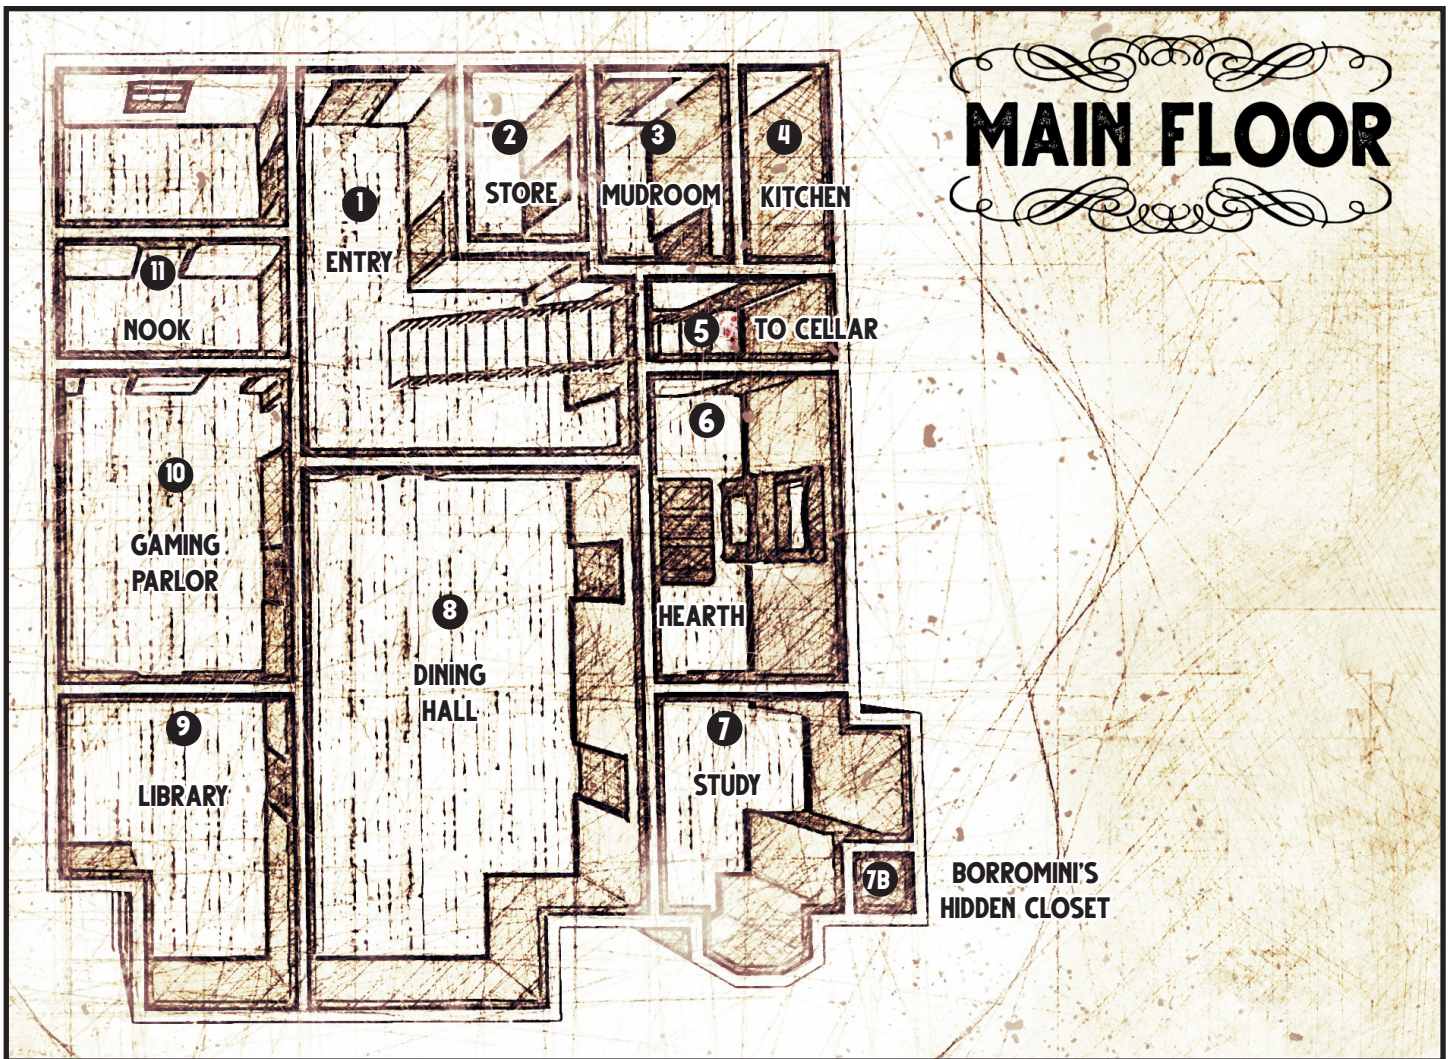 MAIN FLOOR
1
ENTRY
2
STORE
3
MUDROOM
4
KITCHEN
5 TO CELLAR
6
HEARTH
7
STUDY
7B
BORROMINI'S
HIDDEN CLOSET
8
DINING
HALL
9
LIBRARY
10
GAMING
PARLOR
11
NOOK